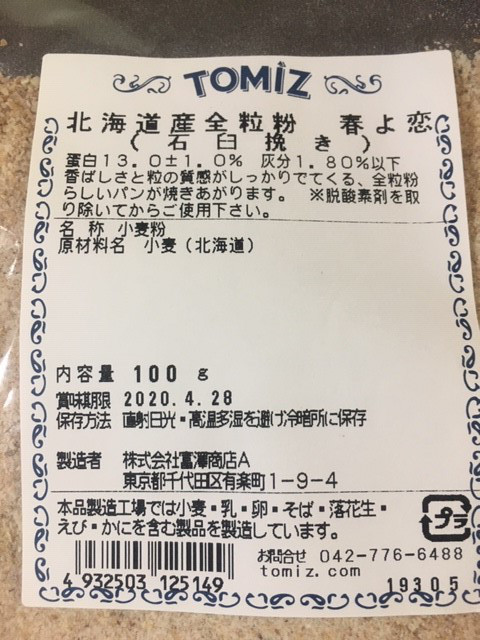 TOMIZ
北海道産全粒粉 春よ恋
(石臼挽き)
蛋白13.0±1.0% 灰分1.80%以下
香ばしさと粒の質感がしっかりでてくる、全粒粉
らしいパンが焼きあがります。 ※脱酸素剤を取
り除いてからご使用下さい。
名 称 小麦粉
原材料名 小麦(北海道)
内容量 100 g
賞味期限 2020.4.28
保存方法 直射日光・高温多湿を避け冷暗所に保存
製造者 株式会社富澤商店A
東京都千代田区有楽町1-9-4
本品製造工場では小麦・乳・卵・そば・落花生・
えび・かにを含む製品を製造しています。
プラ
お問合せ 042-776-6488
tomiz.com
4 932503 125149
19305